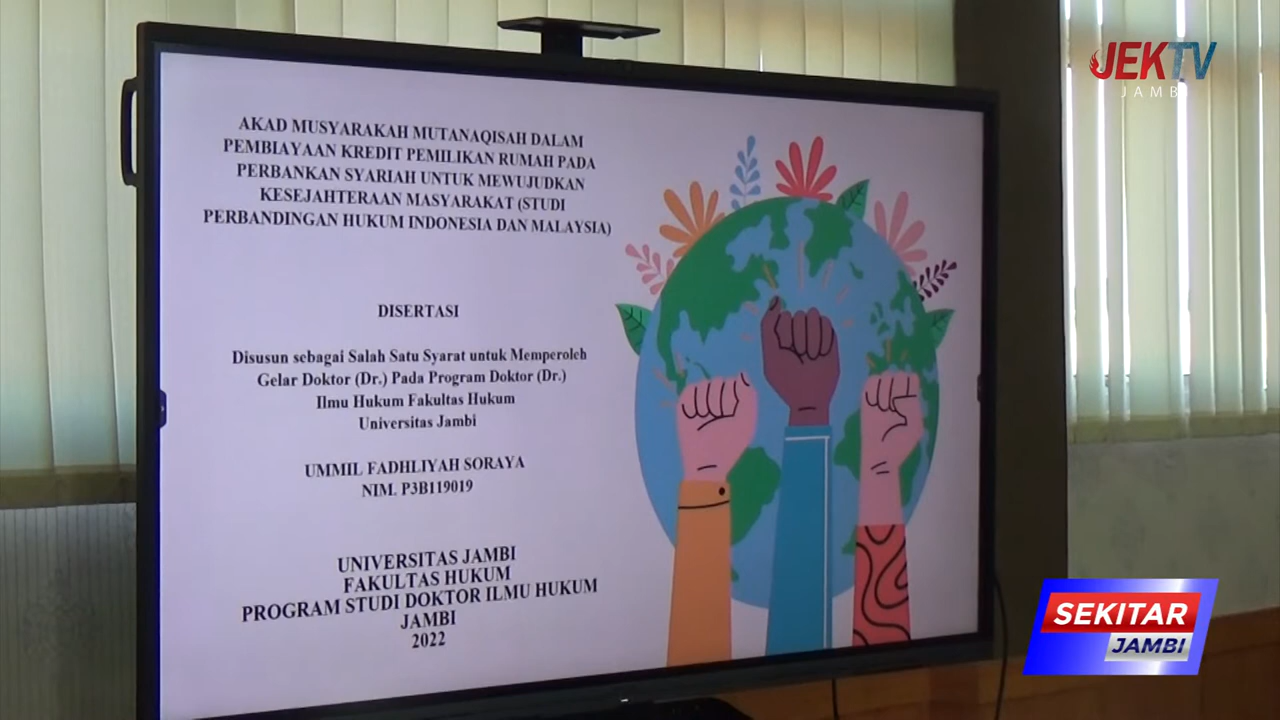 JEKTV
JAMBI
AKAD MUSYARAKAH MUTANAQISAH DALAM
PEMBIAYAAN KREDIT PEMILIKAN RUMAH PADA
PERBANKAN SYARIAH UNTUK MEWUJUDKAN
KESEJAHTERAAN MASYARAKAT (STUDI
PERBANDINGAN HUKUM INDONESIA DAN MALAYSIA)
DISERTASI
Disusun sebagai Salah Satu Syarat untuk Memperoleh
Gelar Doktor (Dr.) Pada Program Doktor (Dr.)
Ilmu Hukum Fakultas Hukum
Universitas Jambi
UMMIL FADHLIYAH SORAYA
NIM. P3B119019
UNIVERSITAS JAMBI
FAKULTAS HUKUM
PROGRAM STUDI DOKTOR ILMU HUKUM
JAMBI
2022
SEKITAR
JAMBI